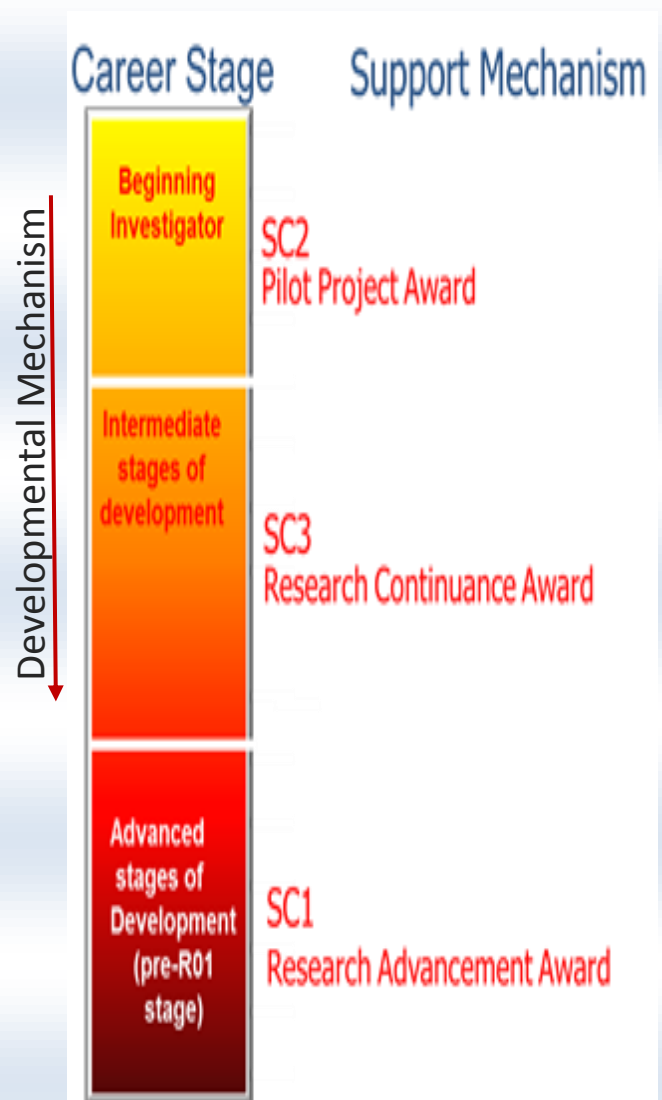 Career Stage
Support Mechanism
Developmental Mechanism
Beginning
Investigator
SC2
Pilot Project Award
Intermediate
stages of
development
SC3
Research Continuance Award
Advanced
stages of
Development
(pre-R01
stage)
SC1
Research Advancement Award